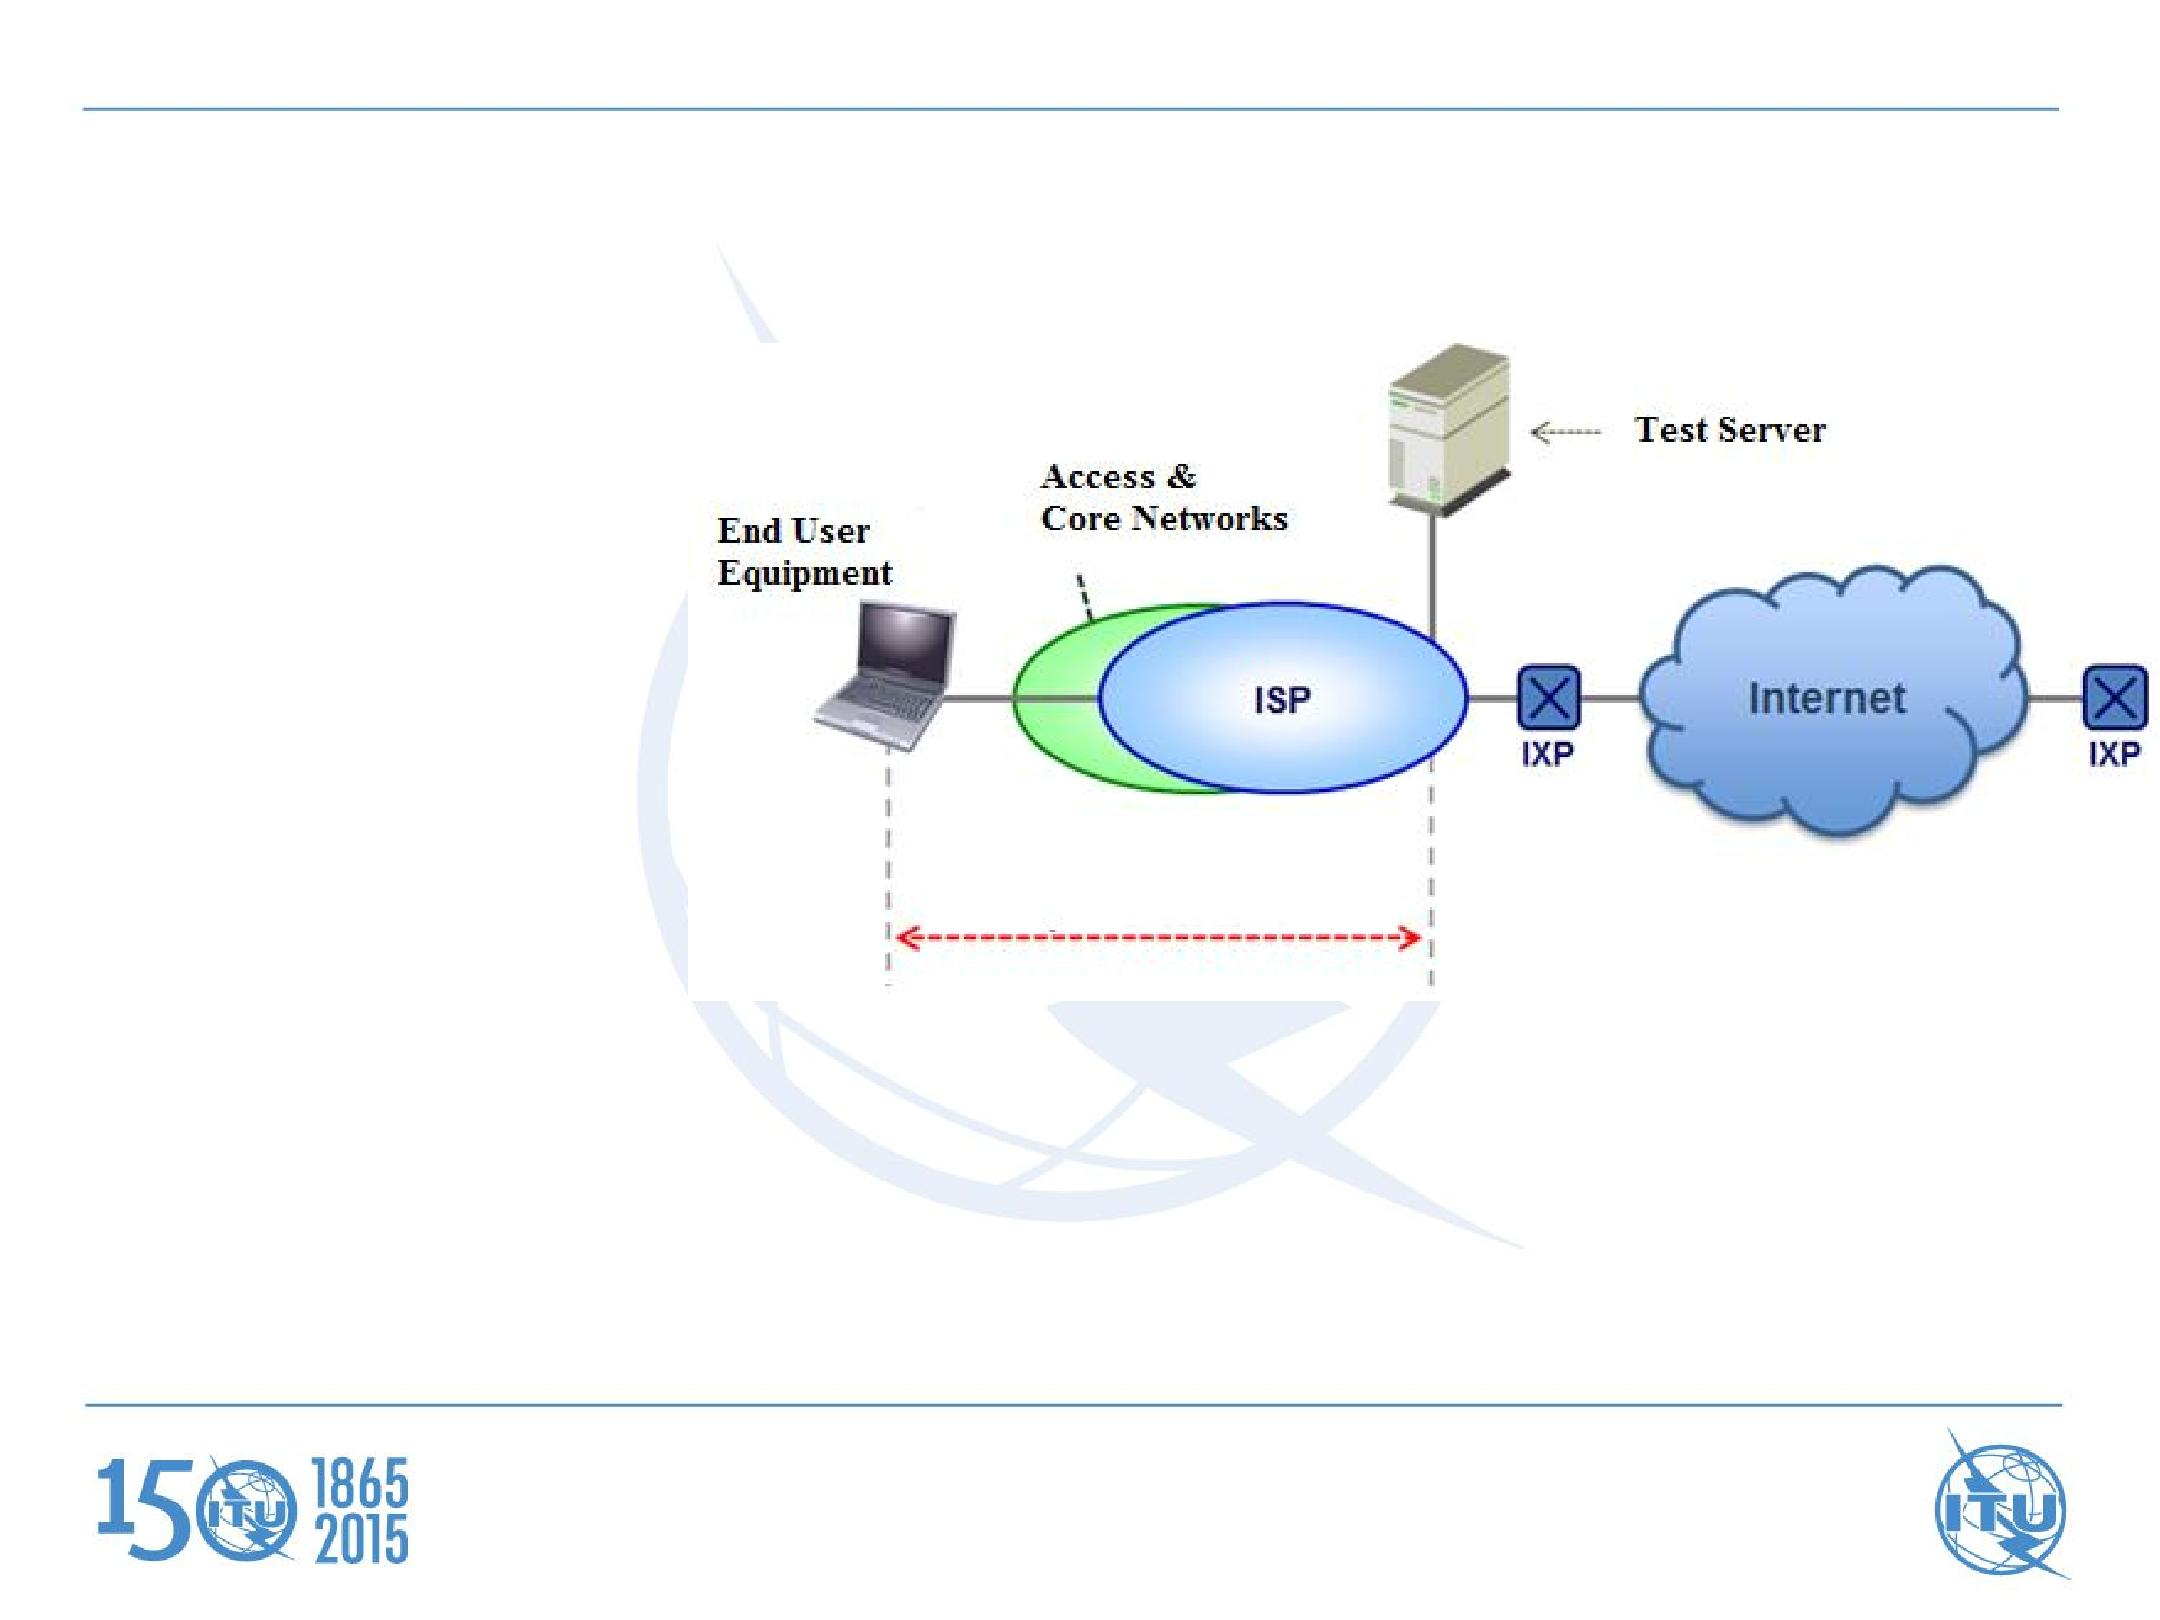 Test Server
Access &
Core Networks
End User
Equipment
ISP
Internet
IXP
IXP
150
ITU
1865
2015
ITU